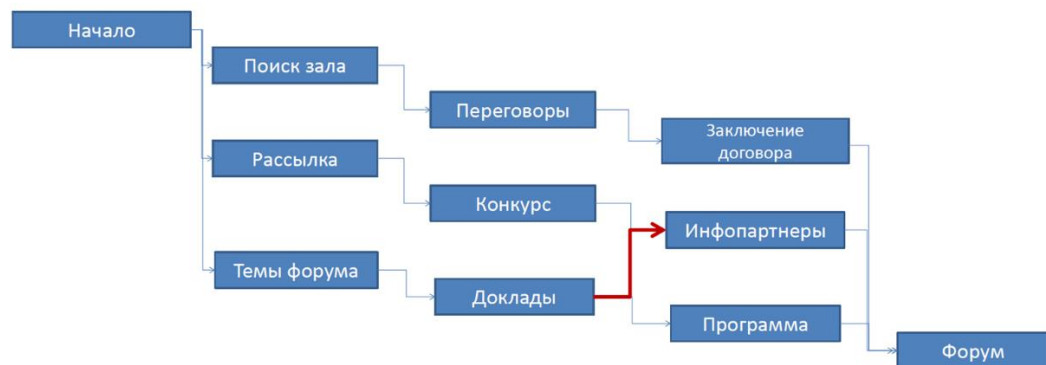 Начало
Поиск зала
Переговоры
Заключение
договора
Рассылка
Конкурс
Инфопартнеры
Темы форума
Доклады
Программа
Форум